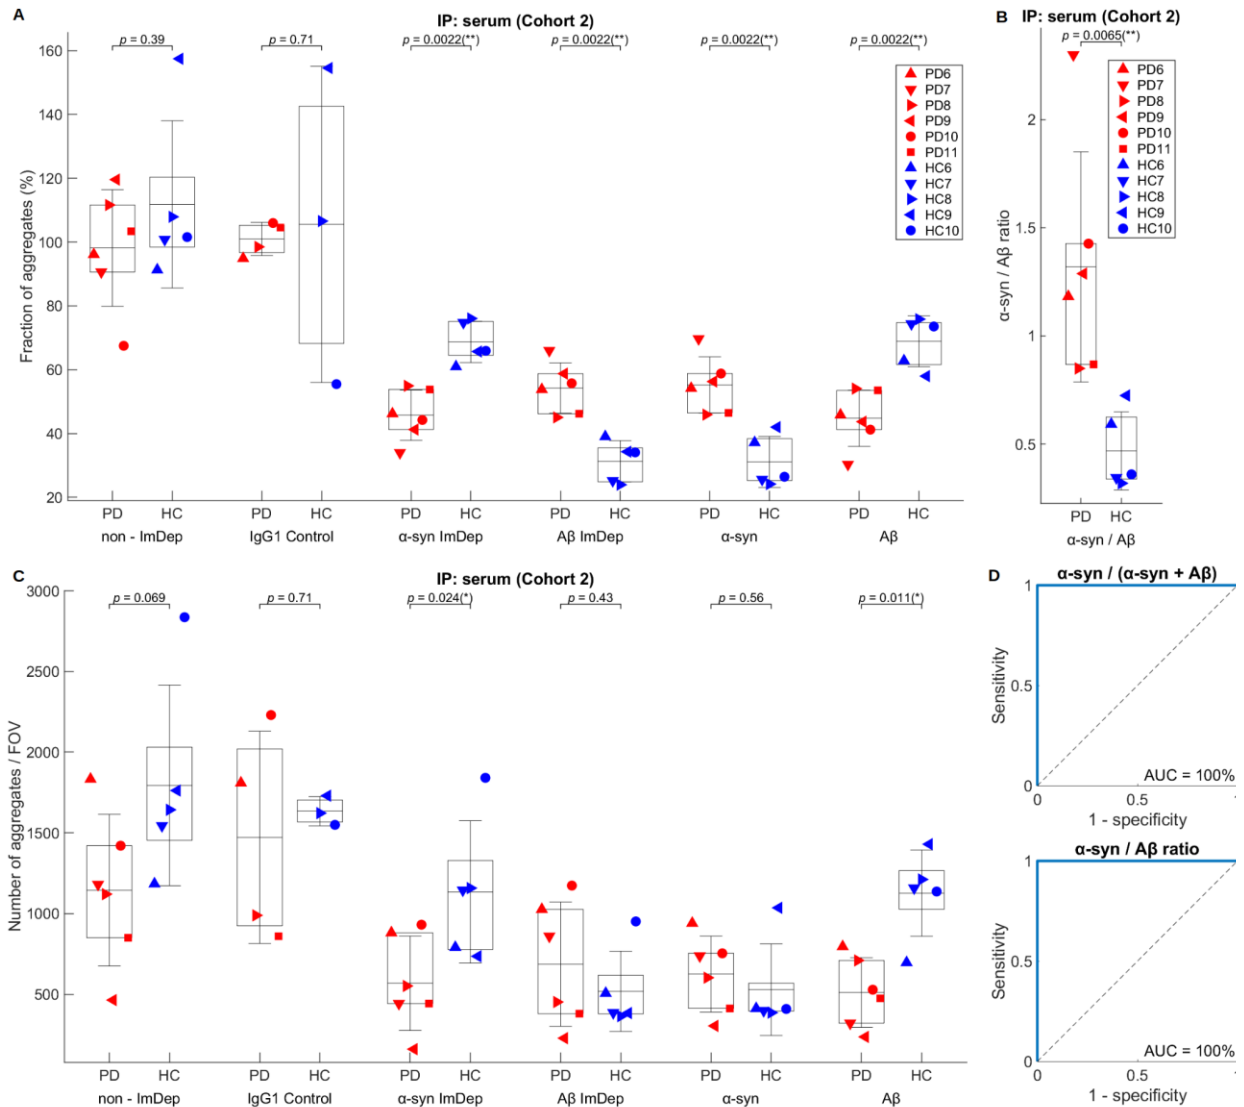 A
IP: serum (Cohort 2)
p = 0.39
p = 0.71
p = 0.0022(**)
p = 0.0022(**)
p = 0.0022(**)
p = 0.0022(**)
160
140
120
100
80
60
40
20
Fraction of aggregates (%)
PD6
PD7
PD8
PD9
PD10
PD11
HC6
HC7
HC8
HC9
HC10
PD HC PD HC PD HC PD HC PD HC PD HC
non - ImDep IgG1 Control α-syn ImDep Aβ ImDep α-syn Aβ
B
IP: serum (Cohort 2)
p = 0.0065(**)
PD6
PD7
PD8
PD9
PD10
PD11
HC6
HC7
HC8
HC9
HC10
2
1.5
1
0.5
α-syn / Aβ ratio
PD HC
α-syn / Aβ
C
IP: serum (Cohort 2)
p = 0.069
p = 0.71
p = 0.024(*)
p = 0.43
p = 0.56
p = 0.011(*)
3000
2500
2000
1500
1000
500
Number of aggregates / FOV
PD HC PD HC PD HC PD HC PD HC PD HC
non - ImDep IgG1 Control α-syn ImDep Aβ ImDep α-syn Aβ
D
α-syn / (α-syn + Aβ)
1
0.5
0
Sensitivity
AUC = 100%
0 0.5 1
1 - specificity
α-syn / Aβ ratio
1
0.5
0
Sensitivity
AUC = 100%
0 0.5 1
1 - specificity